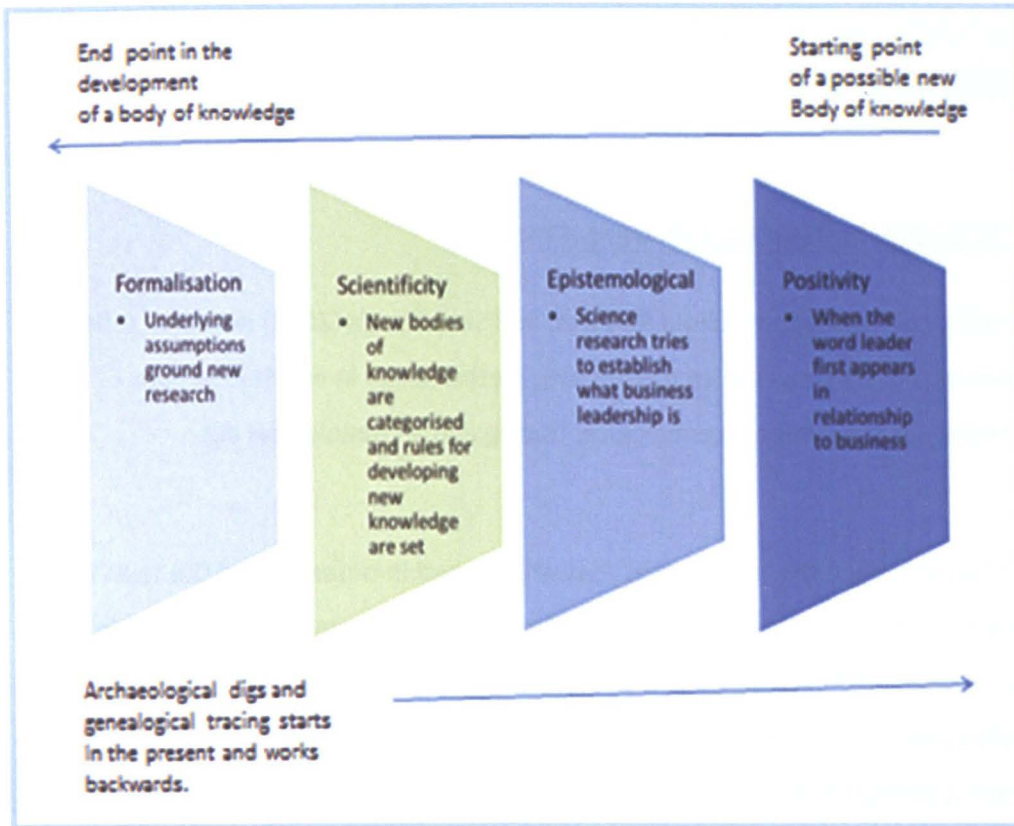 End point in the
development
of a body of knowledge
Starting point
of a possible new
Body of knowledge
Formalisation
• Underlying
assumptions
ground new
research
Scientificity
• New bodies
of
knowledge
are
categorised
and rules for
developing
new
knowledge
are set
Epistemological
• Science
research tries
to establish
what business
leadership is
Positivity
• When the
word leader
first appears
in
relationship
to business
Archaeological digs and
genealogical tracing starts
In the present and works
backwards.